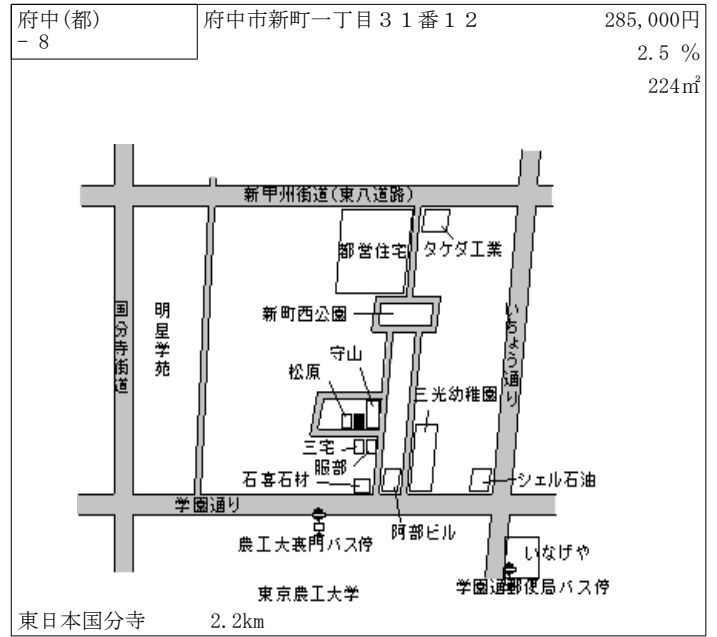 府中(都)
- 8
府中市新町一丁目３１番１２
285,000円
2.5 %
224㎡
新甲州街道(東八道路)
都営住宅
タケダ工業
国分寺街道
明星学苑
新町西公園
いちょう通り
守山
松原
三光幼稚園
三宅
服部
石喜石材
シェル石油
学園通り
阿部ビル
農工大裏門バス停
いなげや
東京農工大学
学園通郵便局バス停
東日本国分寺
2.2km